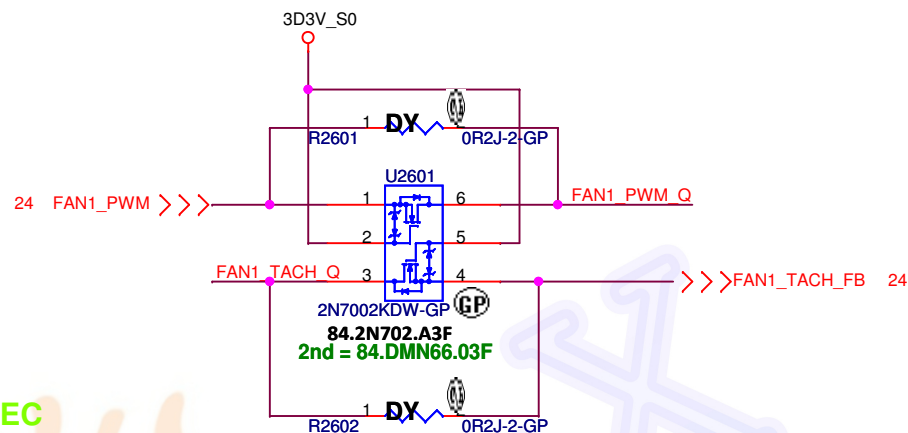 3D3V_S0
1 DY
R2601 0R2J-2-GP
U2601
24 FAN1_PWM 1 6 FAN1_PWM_Q
2 5
FAN1_TACH_Q 3 4 FAN1_TACH_FB 24
2N7002KDW-GP GP
84.2N702.A3F
2nd = 84.DMN66.03F
EC
1 DY
R2602 0R2J-2-GP